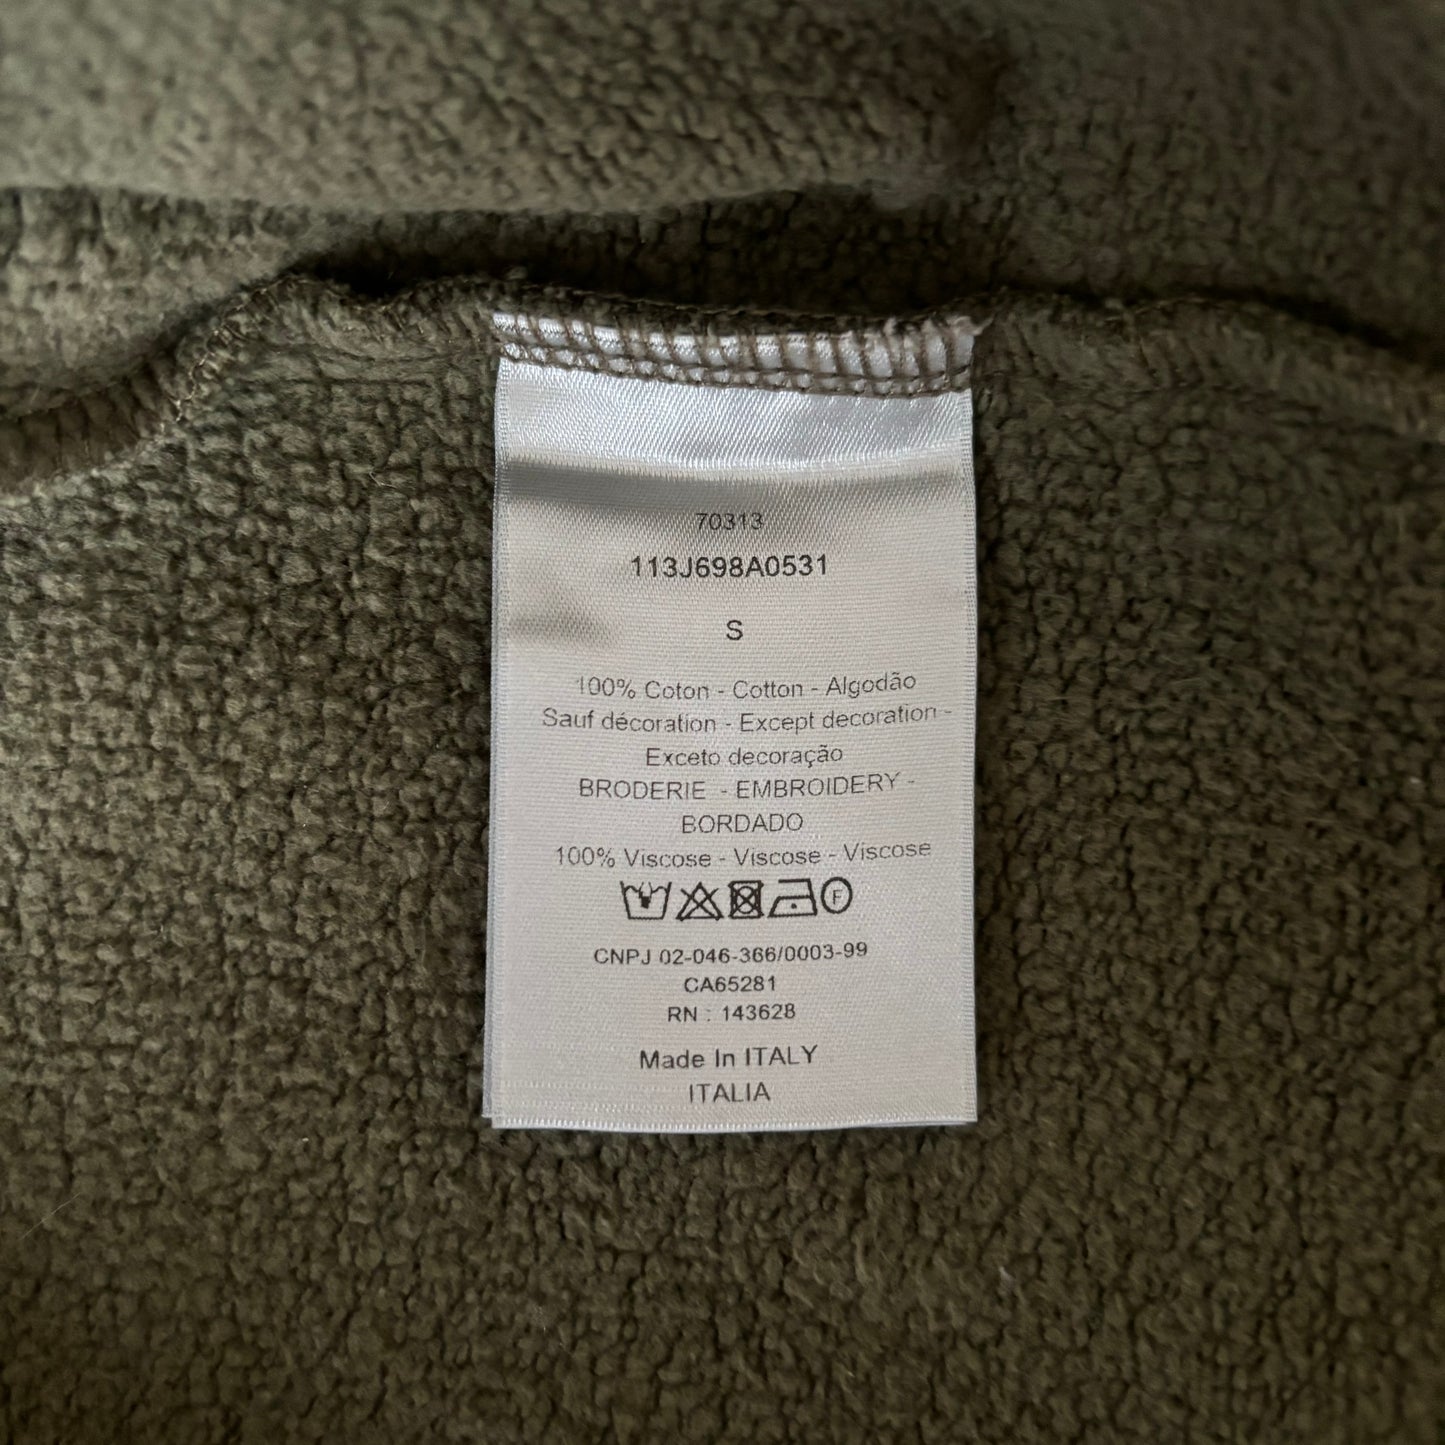 70313
113J698A0531
S
100% Coton - Cotton - Algodão
Sauf décoration - Except decoration -
Exceto decoração
BRODERIE - EMBROIDERY -
BORDADO
100% Viscose - Viscose - Viscose
F
CNPJ 02-046-366/0003-99
CA65281
RN : 143628
Made In ITALY
ITALIA